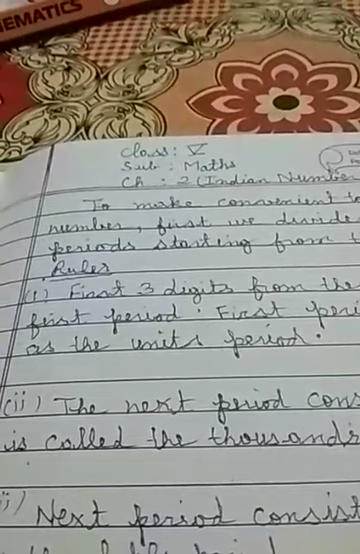 EMATICS
Class: V
Sub: Maths
Ch: 2 (Indian Number
To make convenient to
number, first we divide
periods starting from
Rules
(i) First 3 digits from the
first period. First peri
as the units period.
(ii) The next period cons
is called the thousands
Next period consist